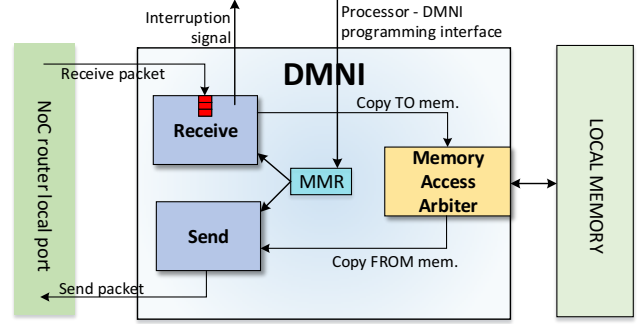 Interruption
signal
Processor - DMNI
programming interface
DMNI
Receive packet
Copy TO mem.
Receive
NoC router local port
MMR
Memory
Access
Arbiter
LOCAL MEMORY
Send
Copy FROM mem.
Send packet